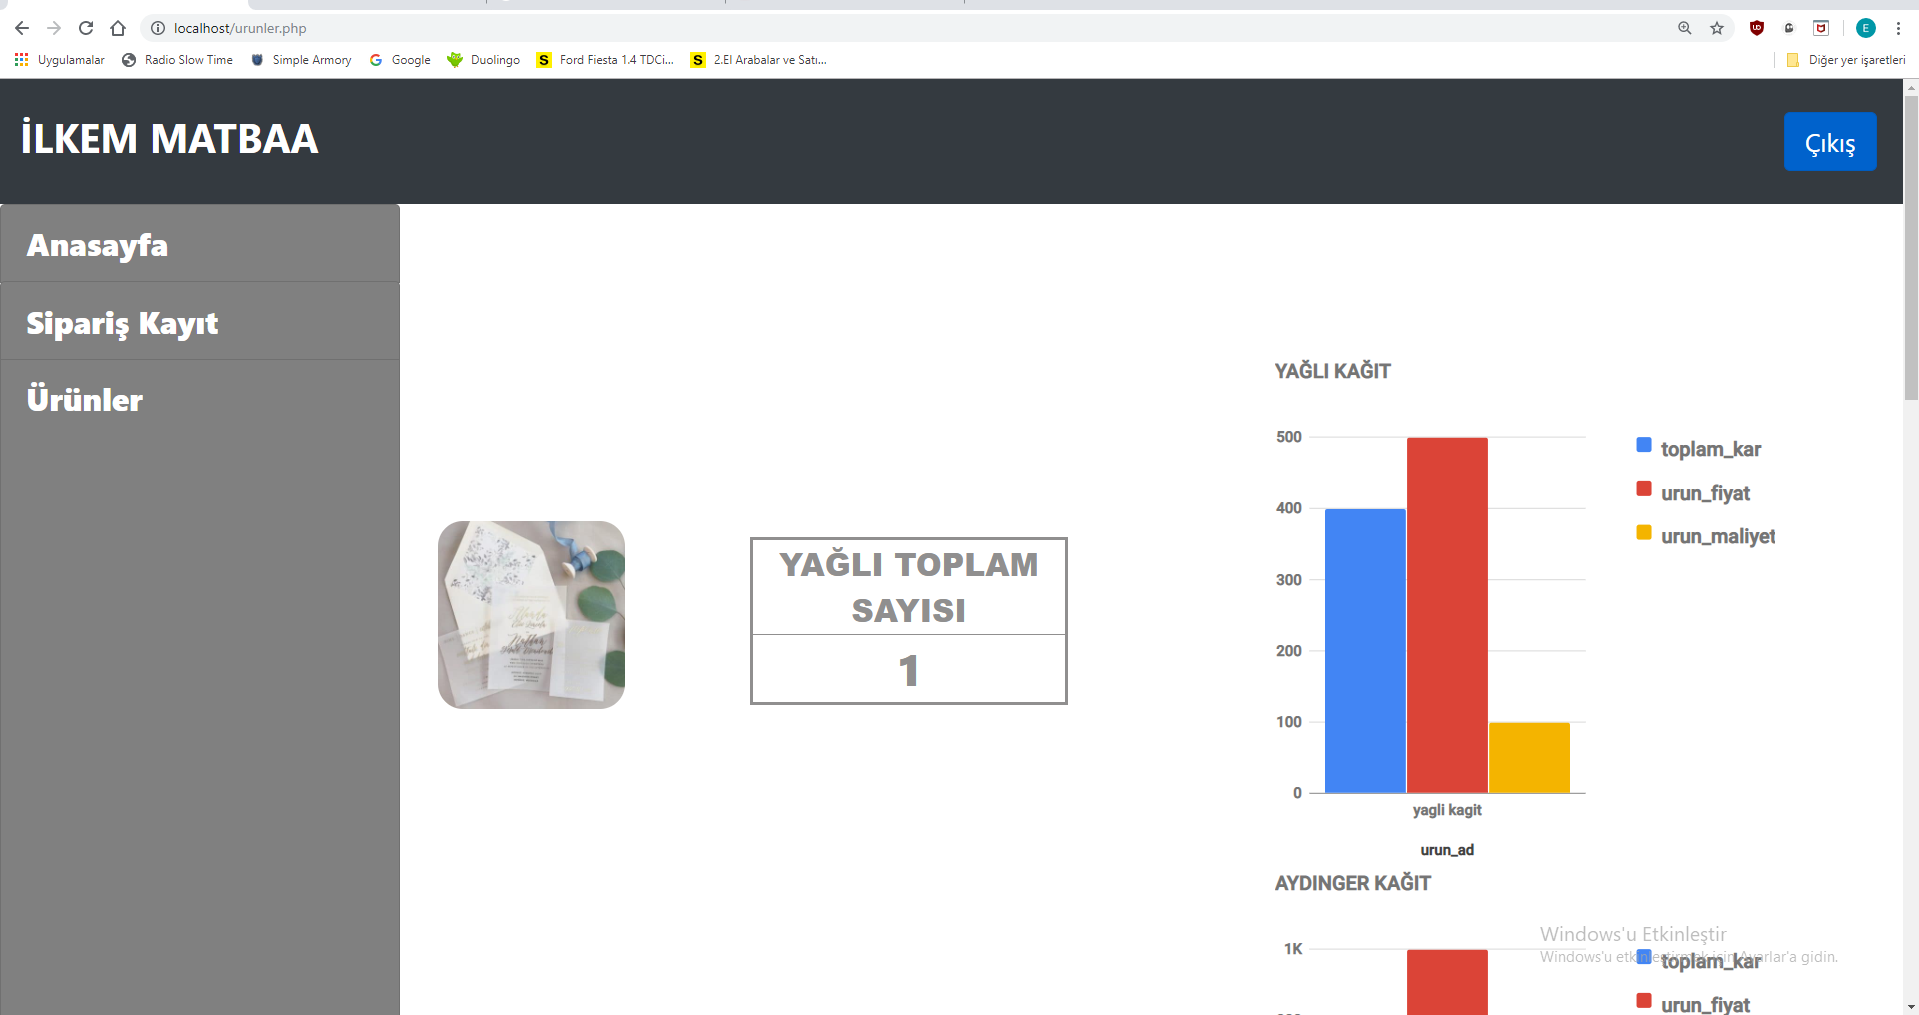 localhost/urunler.php
E
Uygulamalar
Radio Slow Time
Simple Armory
Google
Duolingo
S Ford Fiesta 1.4 TDCi...
S 2.El Arabalar ve Satı...
Diğer yer işaretleri
İLKEM MATBAA
Çıkış
Anasayfa
Sipariş Kayıt
Ürünler
YAĞLI TOPLAM
SAYISI
1
YAĞLI KAĞIT
500
400
300
200
100
0
toplam_kar
urun_fiyat
urun_maliyet
yagli kagit
urun_ad
AYDINGER KAĞIT
1K
toplam_kar
urun_fiyat
Windows'u Etkinleştir
Windows'u etkinleştirmek için Ayarlar'a gidin.